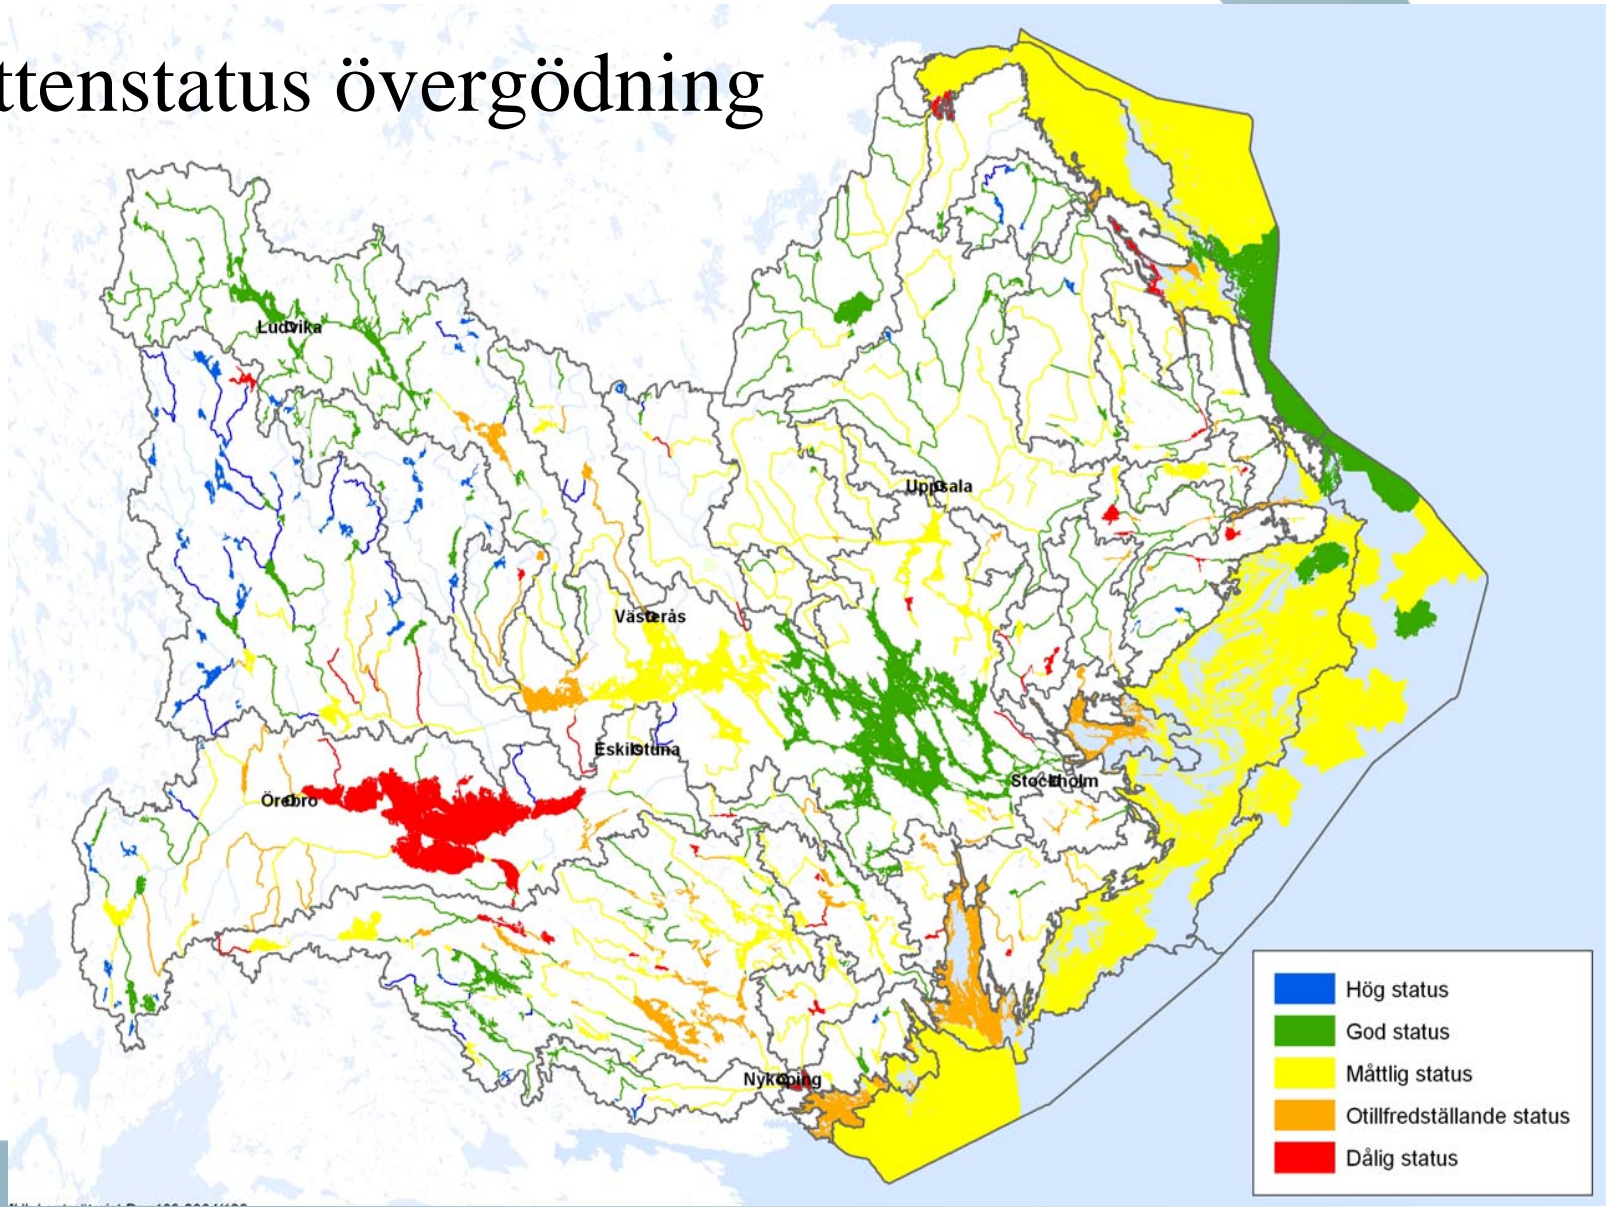 ttenstatus övergödning
Ludvika
Uppsala
Västerås
Eskilstuna
Örebro
Stockholm
Nyköping
Hög status
God status
Måttlig status
Otillfredställande status
Dålig status